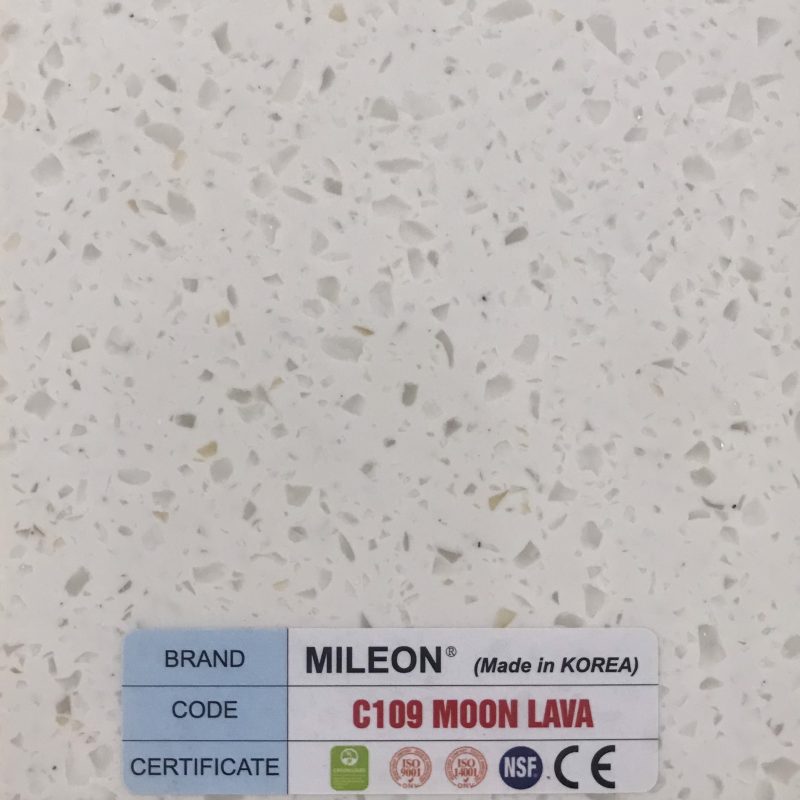 BRAND MILEON® (Made in KOREA)
CODE C109 MOON LAVA
CERTIFICATE ISO 9001 ISO 14001 NSF CE